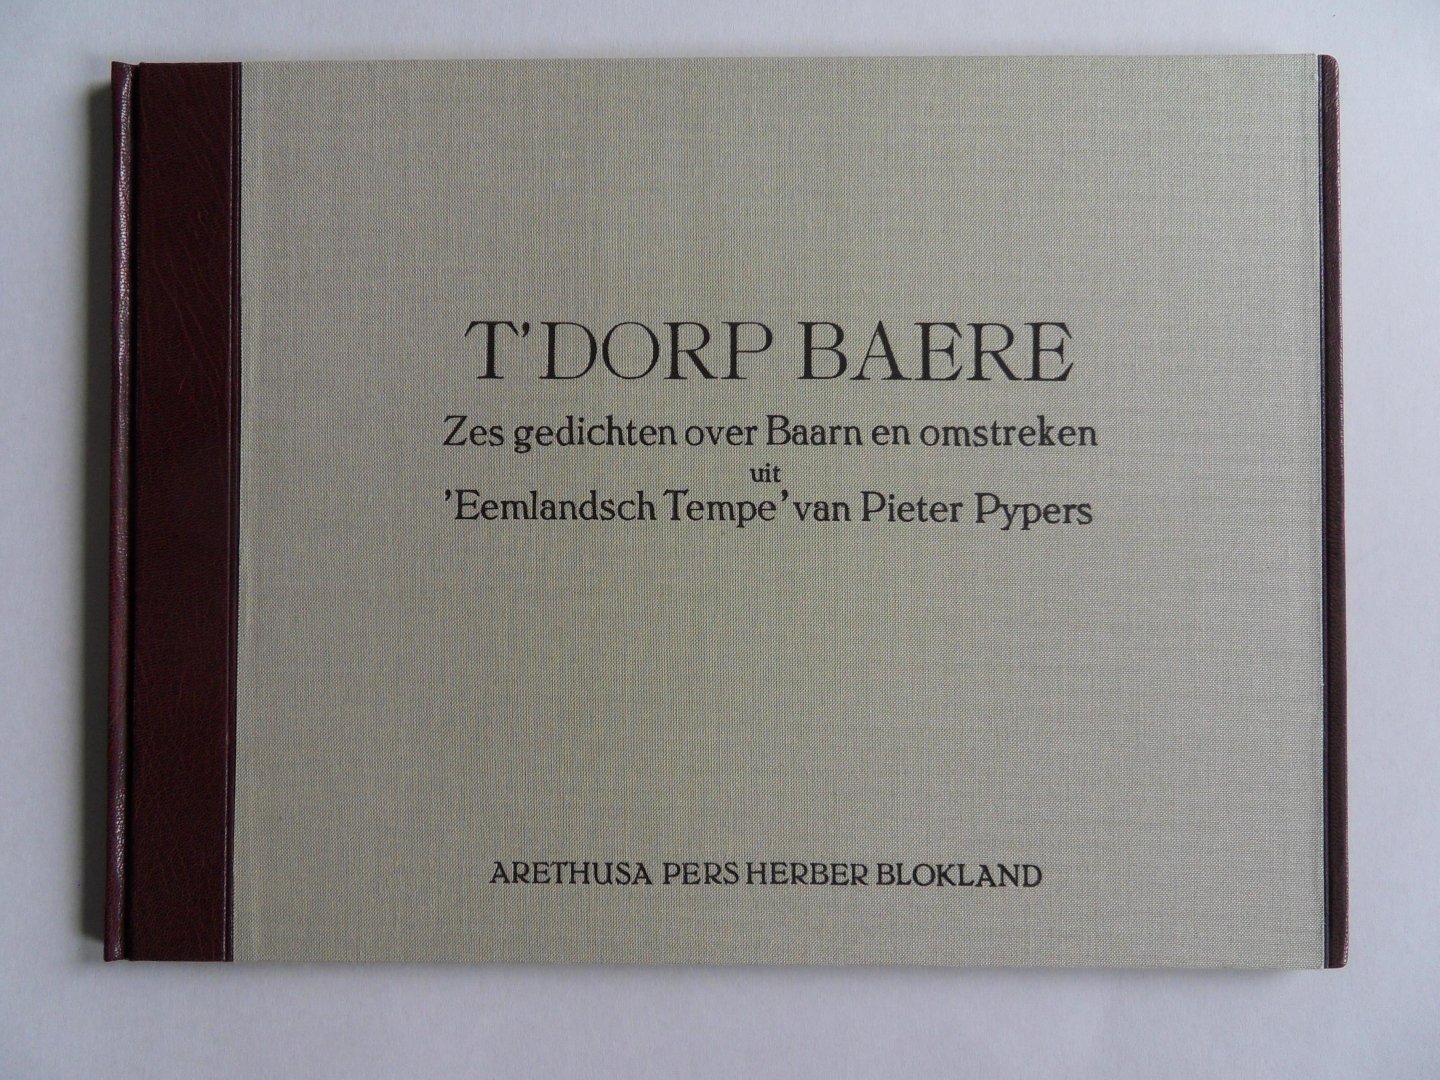 T'DORP BAERE
Zes gedichten over Baarn en omstreken
uit
'Eemlandsch Tempe' van Pieter Pypers
ARETHUSA PERS HERBER BLOKLAND